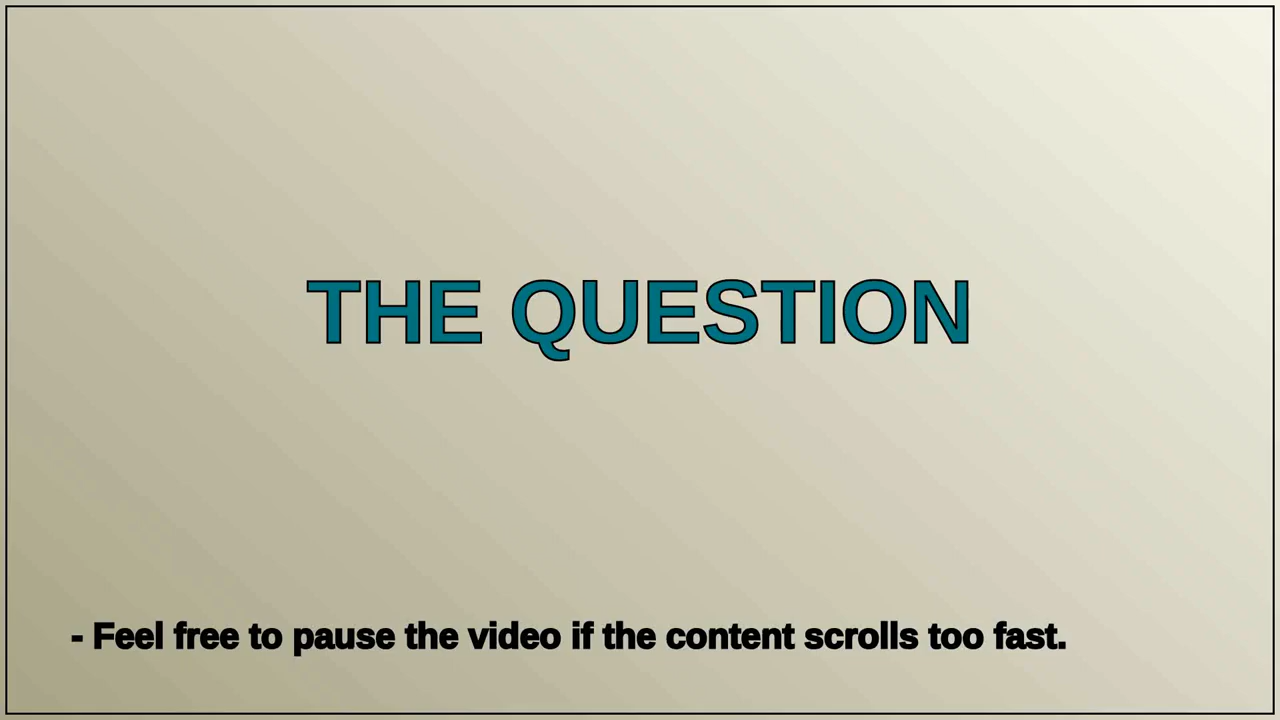 THE QUESTION
- Feel free to pause the video if the content scrolls too fast.